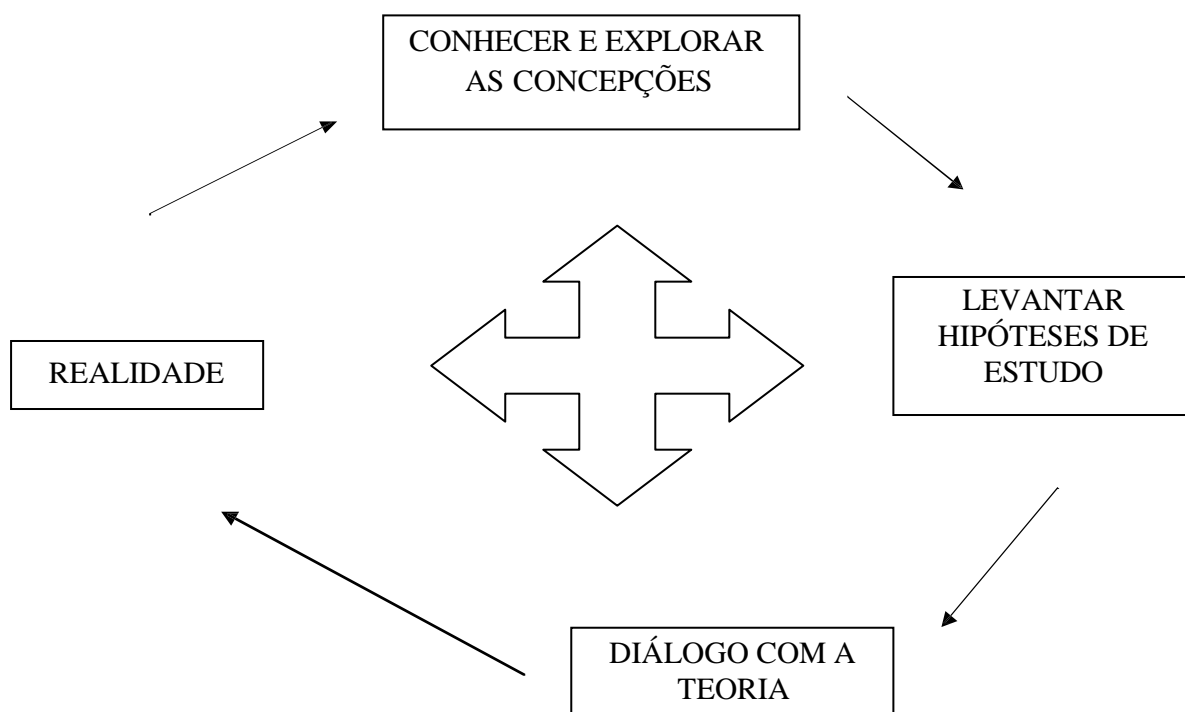 CONHECER E EXPLORAR
AS CONCEPÇÕES
LEVANTAR
HIPÓTESES DE
ESTUDO
REALIDADE
DIÁLOGO COM A
TEORIA